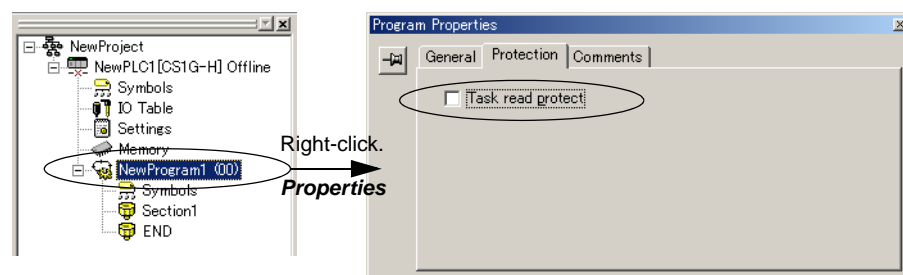 NewProject
NewPLC1[CS1G-H] Offline
Symbols
IO Table
Settings
Memory
NewProgram1 (00)
Symbols
Section1
END
Right-click.
Properties
Program Properties
General Protection Comments
Task read protect